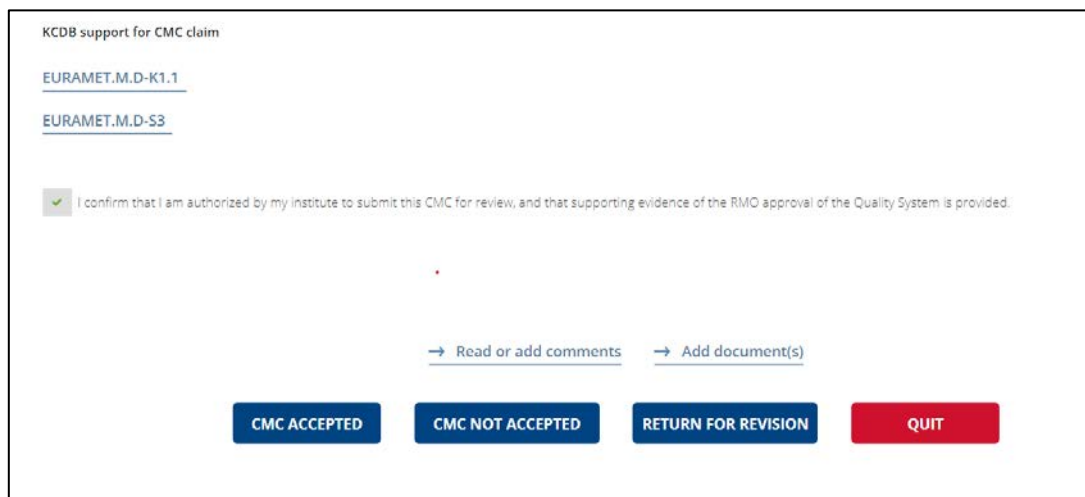 KCDB support for CMC claim
EURAMET.M.D-K1.1
EURAMET.M.D-S3
I confirm that I am authorized by my institute to submit this CMC for review, and that supporting evidence of the RMO approval of the Quality System is provided.
→ Read or add comments → Add document(s)
CMC ACCEPTED CMC NOT ACCEPTED RETURN FOR REVISION QUIT